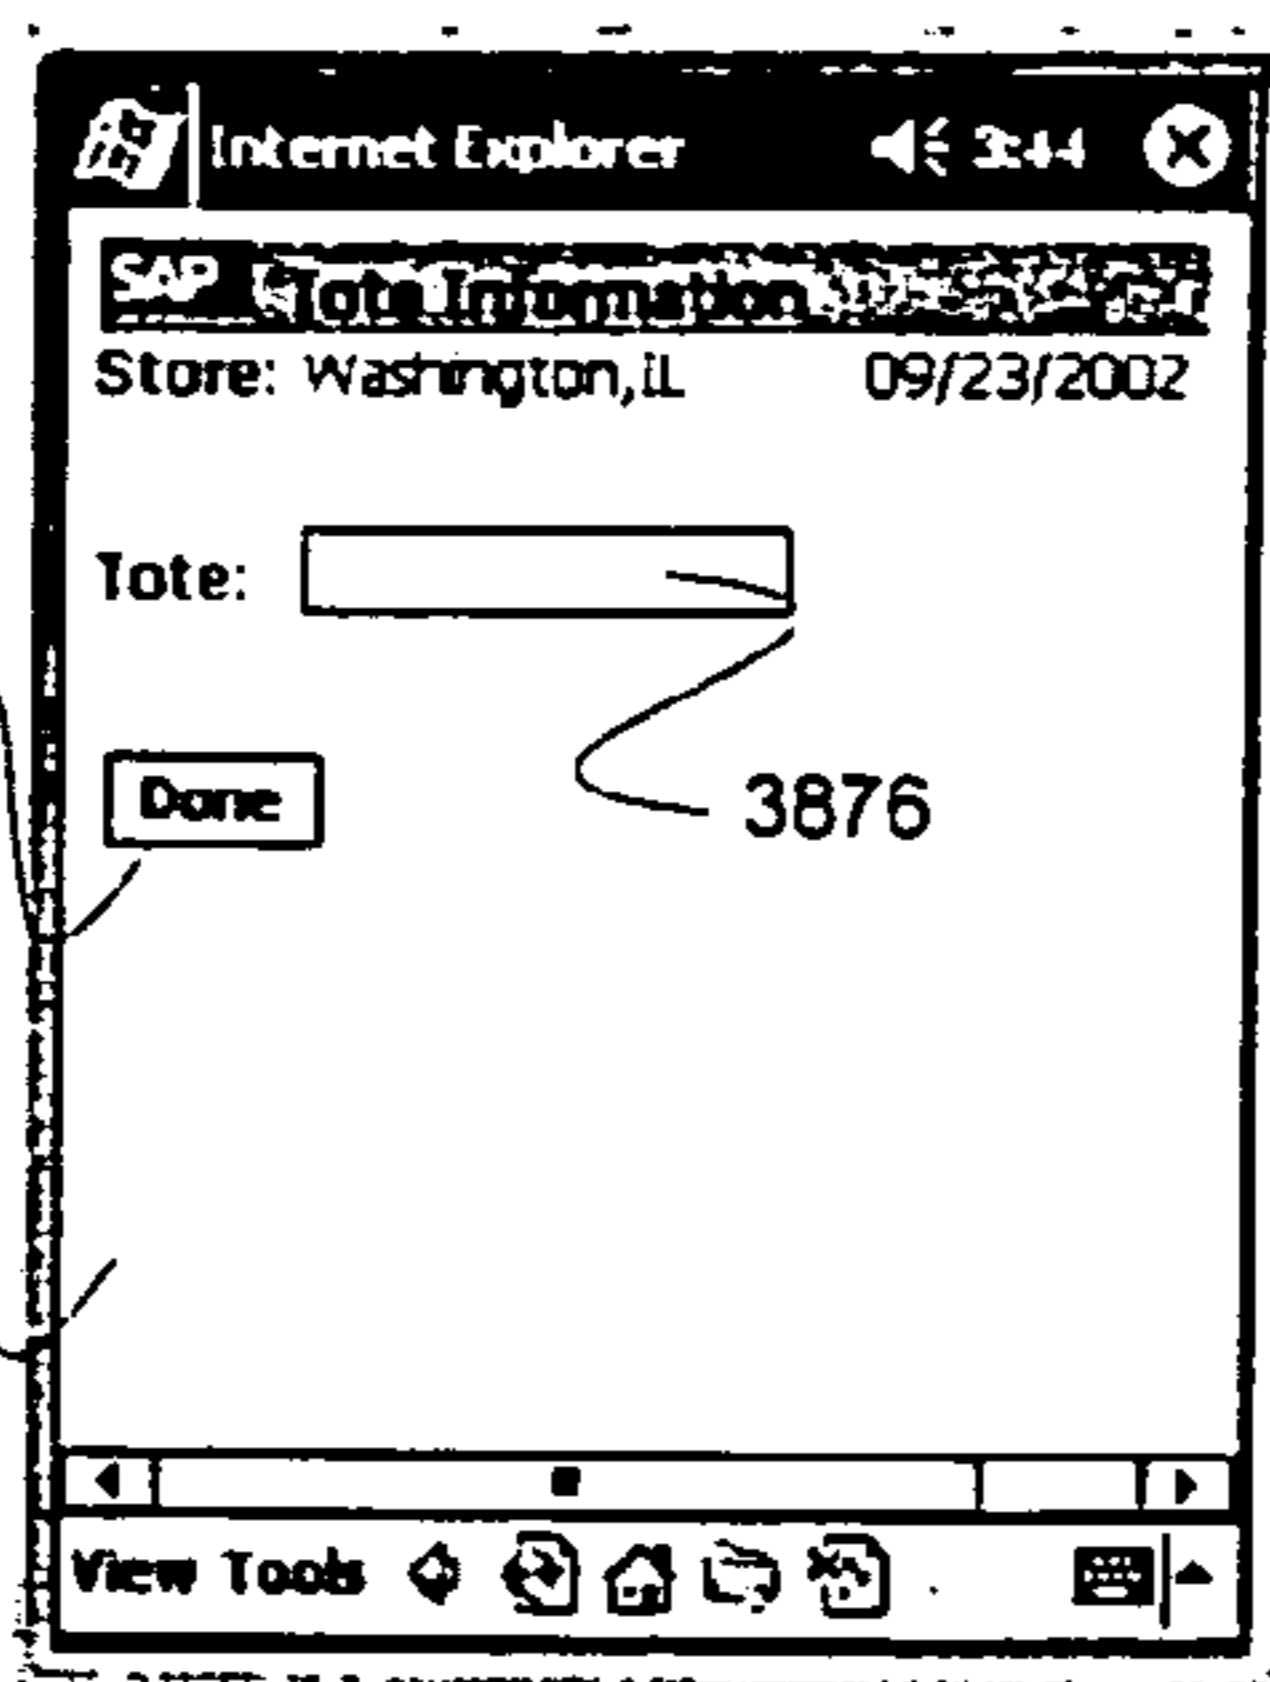 Internet Explorer 3:44
SAP Tote Information
Store: Washington,IL 09/23/2002
Tote:
Done
3876
View Tools